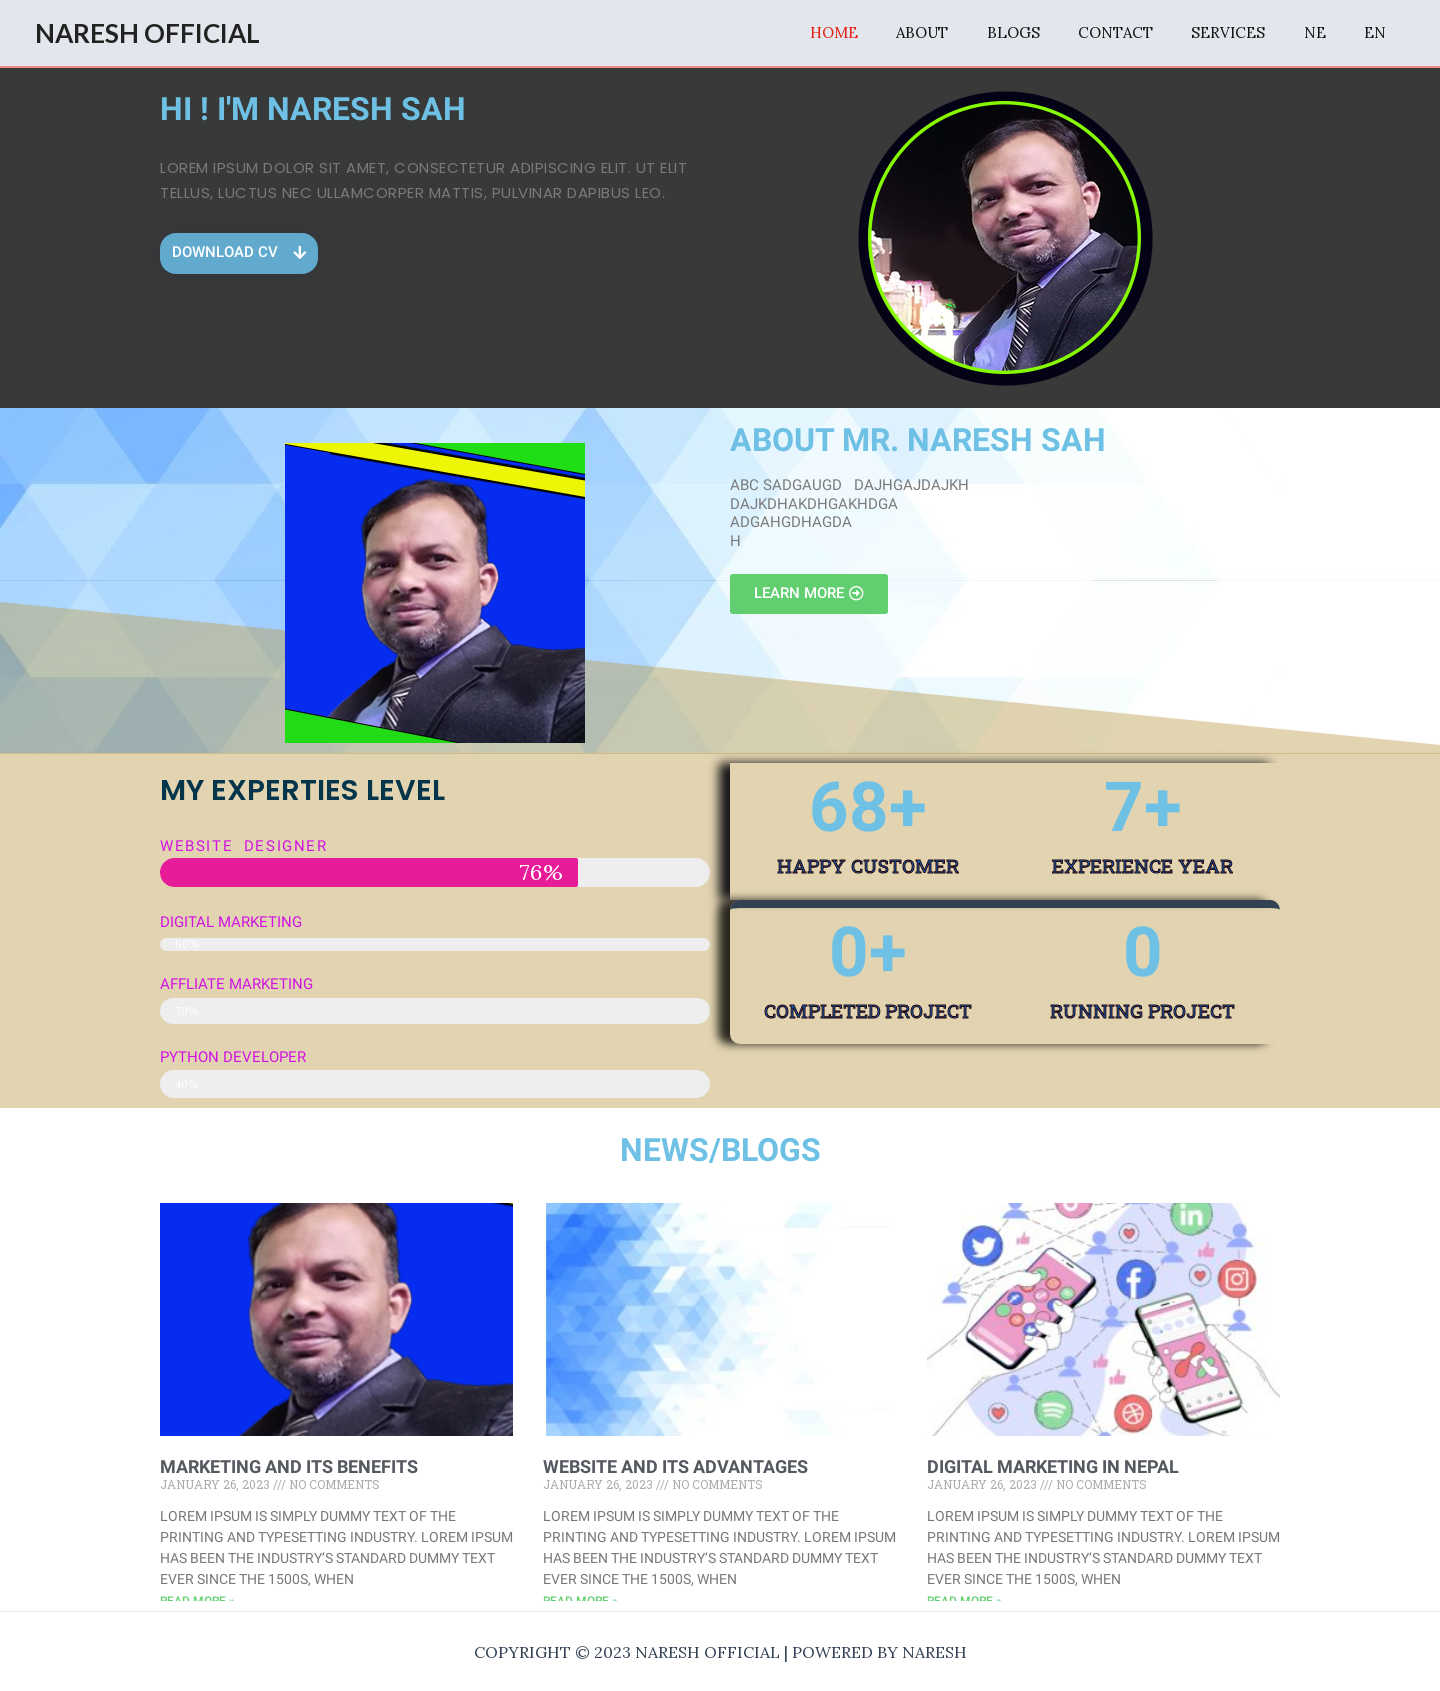 NARESH OFFICIAL
HOME ABOUT BLOGS CONTACT SERVICES NE EN
HI ! I'M NARESH SAH
LOREM IPSUM DOLOR SIT AMET, CONSECTETUR ADIPISCING ELIT. UT ELIT
TELLUS, LUCTUS NEC ULLAMCORPER MATTIS, PULVINAR DAPIBUS LEO.
DOWNLOAD CV
ABOUT MR. NARESH SAH
ABC SADGAUGD DAJHGAJDAJKH
DAJKDHAKDHGAKHDGA
ADGAHGDHAGDA
H
LEARN MORE
MY EXPERTIES LEVEL
WEBSITE DESIGNER
76%
DIGITAL MARKETING
80%
AFFLIATE MARKETING
70%
PYTHON DEVELOPER
40%
68+
HAPPY CUSTOMER
7+
EXPERIENCE YEAR
0+
COMPLETED PROJECT
0
RUNNING PROJECT
NEWS/BLOGS
MARKETING AND ITS BENEFITS
JANUARY 26, 2023 /// NO COMMENTS
LOREM IPSUM IS SIMPLY DUMMY TEXT OF THE
PRINTING AND TYPESETTING INDUSTRY. LOREM IPSUM
HAS BEEN THE INDUSTRY'S STANDARD DUMMY TEXT
EVER SINCE THE 1500S, WHEN
READ MORE »
WEBSITE AND ITS ADVANTAGES
JANUARY 26, 2023 /// NO COMMENTS
LOREM IPSUM IS SIMPLY DUMMY TEXT OF THE
PRINTING AND TYPESETTING INDUSTRY. LOREM IPSUM
HAS BEEN THE INDUSTRY'S STANDARD DUMMY TEXT
EVER SINCE THE 1500S, WHEN
READ MORE »
DIGITAL MARKETING IN NEPAL
JANUARY 26, 2023 /// NO COMMENTS
LOREM IPSUM IS SIMPLY DUMMY TEXT OF THE
PRINTING AND TYPESETTING INDUSTRY. LOREM IPSUM
HAS BEEN THE INDUSTRY'S STANDARD DUMMY TEXT
EVER SINCE THE 1500S, WHEN
READ MORE »
COPYRIGHT © 2023 NARESH OFFICIAL | POWERED BY NARESH